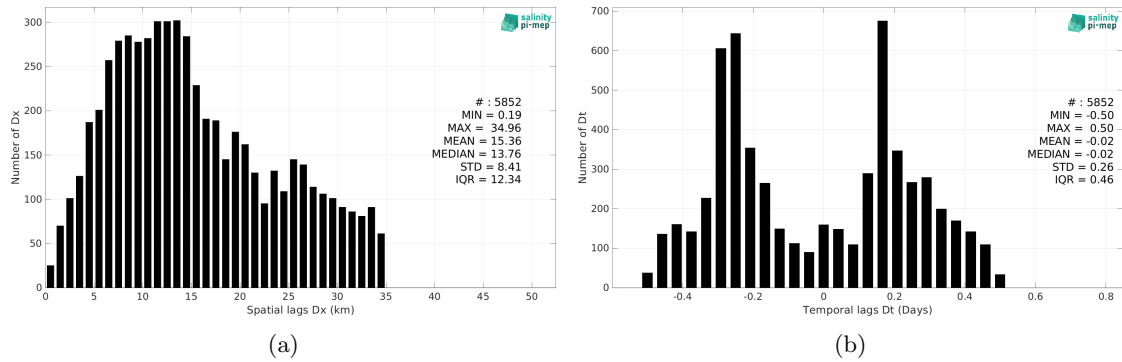 300
250
200
150
100
50
0
Number of Dx
0 5 10 15 20 25 30 35 40 45 50
Spatial lags Dx (km)
salinity
pi-mep
# : 5852
MIN = 0.19
MAX = 34.96
MEAN = 15.36
MEDIAN = 13.76
STD = 8.41
IQR = 12.34
(a)
700
600
500
400
300
200
100
0
Number of Dt
-0.4 -0.2 0 0.2 0.4 0.6 0.8
Temporal lags Dt (Days)
salinity
pi-mep
# : 5852
MIN = -0.50
MAX = 0.50
MEAN = -0.02
MEDIAN = -0.02
STD = 0.26
IQR = 0.46
(b)